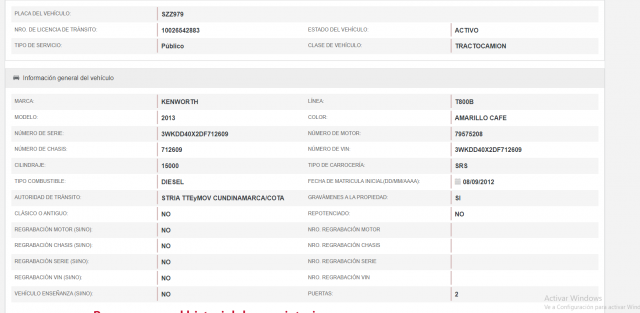 PLACA DEL VEHÍCULO: SZZ979
NRO. DE LICENCIA DE TRÁNSITO: 10026542883 ESTADO DEL VEHÍCULO: ACTIVO
TIPO DE SERVICIO: Público CLASE DE VEHÍCULO: TRACTOCAMION
Información general del vehículo
MARCA: KENWORTH LÍNEA: T800B
MODELO: 2013 COLOR: AMARILLO CAFE
NÚMERO DE SERIE: 3WKDD40X2DF712609 NÚMERO DE MOTOR: 79575208
NÚMERO DE CHASIS: 712609 NÚMERO DE VIN: 3WKDD40X2DF712609
CILINDRAJE: 15000 TIPO DE CARROCERÍA: SRS
TIPO COMBUSTIBLE: DIESEL FECHA DE MATRICULA INICIAL(DD/MM/AAAA): 08/09/2012
AUTORIDAD DE TRÁNSITO: STRIA TTEyMOV CUNDINAMARCA/COTA GRAVÁMENES A LA PROPIEDAD: SI
CLÁSICO O ANTIGUO: NO REPOTENCIADO: NO
REGRABACIÓN MOTOR (SI/NO): NO NRO. REGRABACIÓN MOTOR
REGRABACIÓN CHASIS (SI/NO): NO NRO. REGRABACIÓN CHASIS
REGRABACIÓN SERIE (SI/NO): NO NRO. REGRABACIÓN SERIE
REGRABACIÓN VIN (SI/NO): NO NRO. REGRABACIÓN VIN
VEHÍCULO ENSEÑANZA (SI/NO): NO PUERTAS: 2
Activar Windows
Ve a Configuración para activar Wind